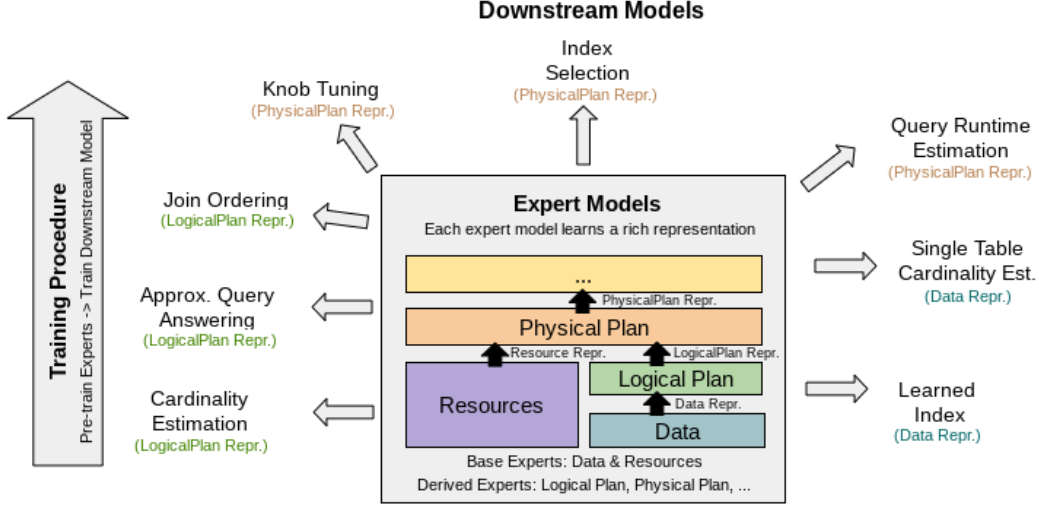 Downstream Models
Index
Selection
(PhysicalPlan Repr.)
Knob Tuning
(PhysicalPlan Repr.)
Query Runtime
Estimation
(PhysicalPlan Repr.)
Join Ordering
(LogicalPlan Repr.)
Single Table
Cardinality Est.
(Data Repr.)
Approx. Query
Answering
(LogicalPlan Repr.)
Cardinality
Estimation
(LogicalPlan Repr.)
Learned
Index
(Data Repr.)
Training Procedure
Pre-train Experts -> Train Downstream Model
Expert Models
Each expert model learns a rich representation
...
PhysicalPlan Repr.
Physical Plan
Resource Repr.
LogicalPlan Repr.
Resources
Logical Plan
Data Repr.
Data
Base Experts: Data & Resources
Derived Experts: Logical Plan, Physical Plan, ...